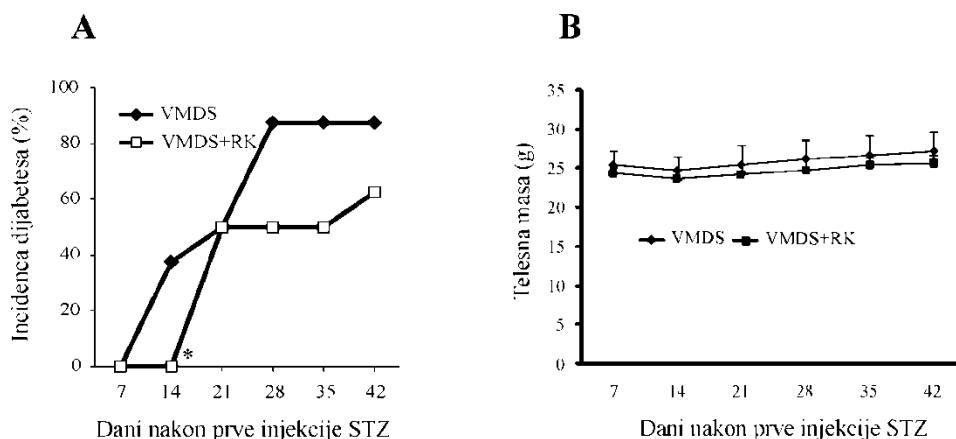 A
Incidenca dijabetesa (%)
100
80
60
40
20
0
VMDS
VMDS+RK
*
7 14 21 28 35 42
Dani nakon prve injekcije STZ
B
Telesna masa (g)
35
30
25
20
15
10
5
0
VMDS VMDS+RK
7 14 21 28 35 42
Dani nakon prve injekcije STZ